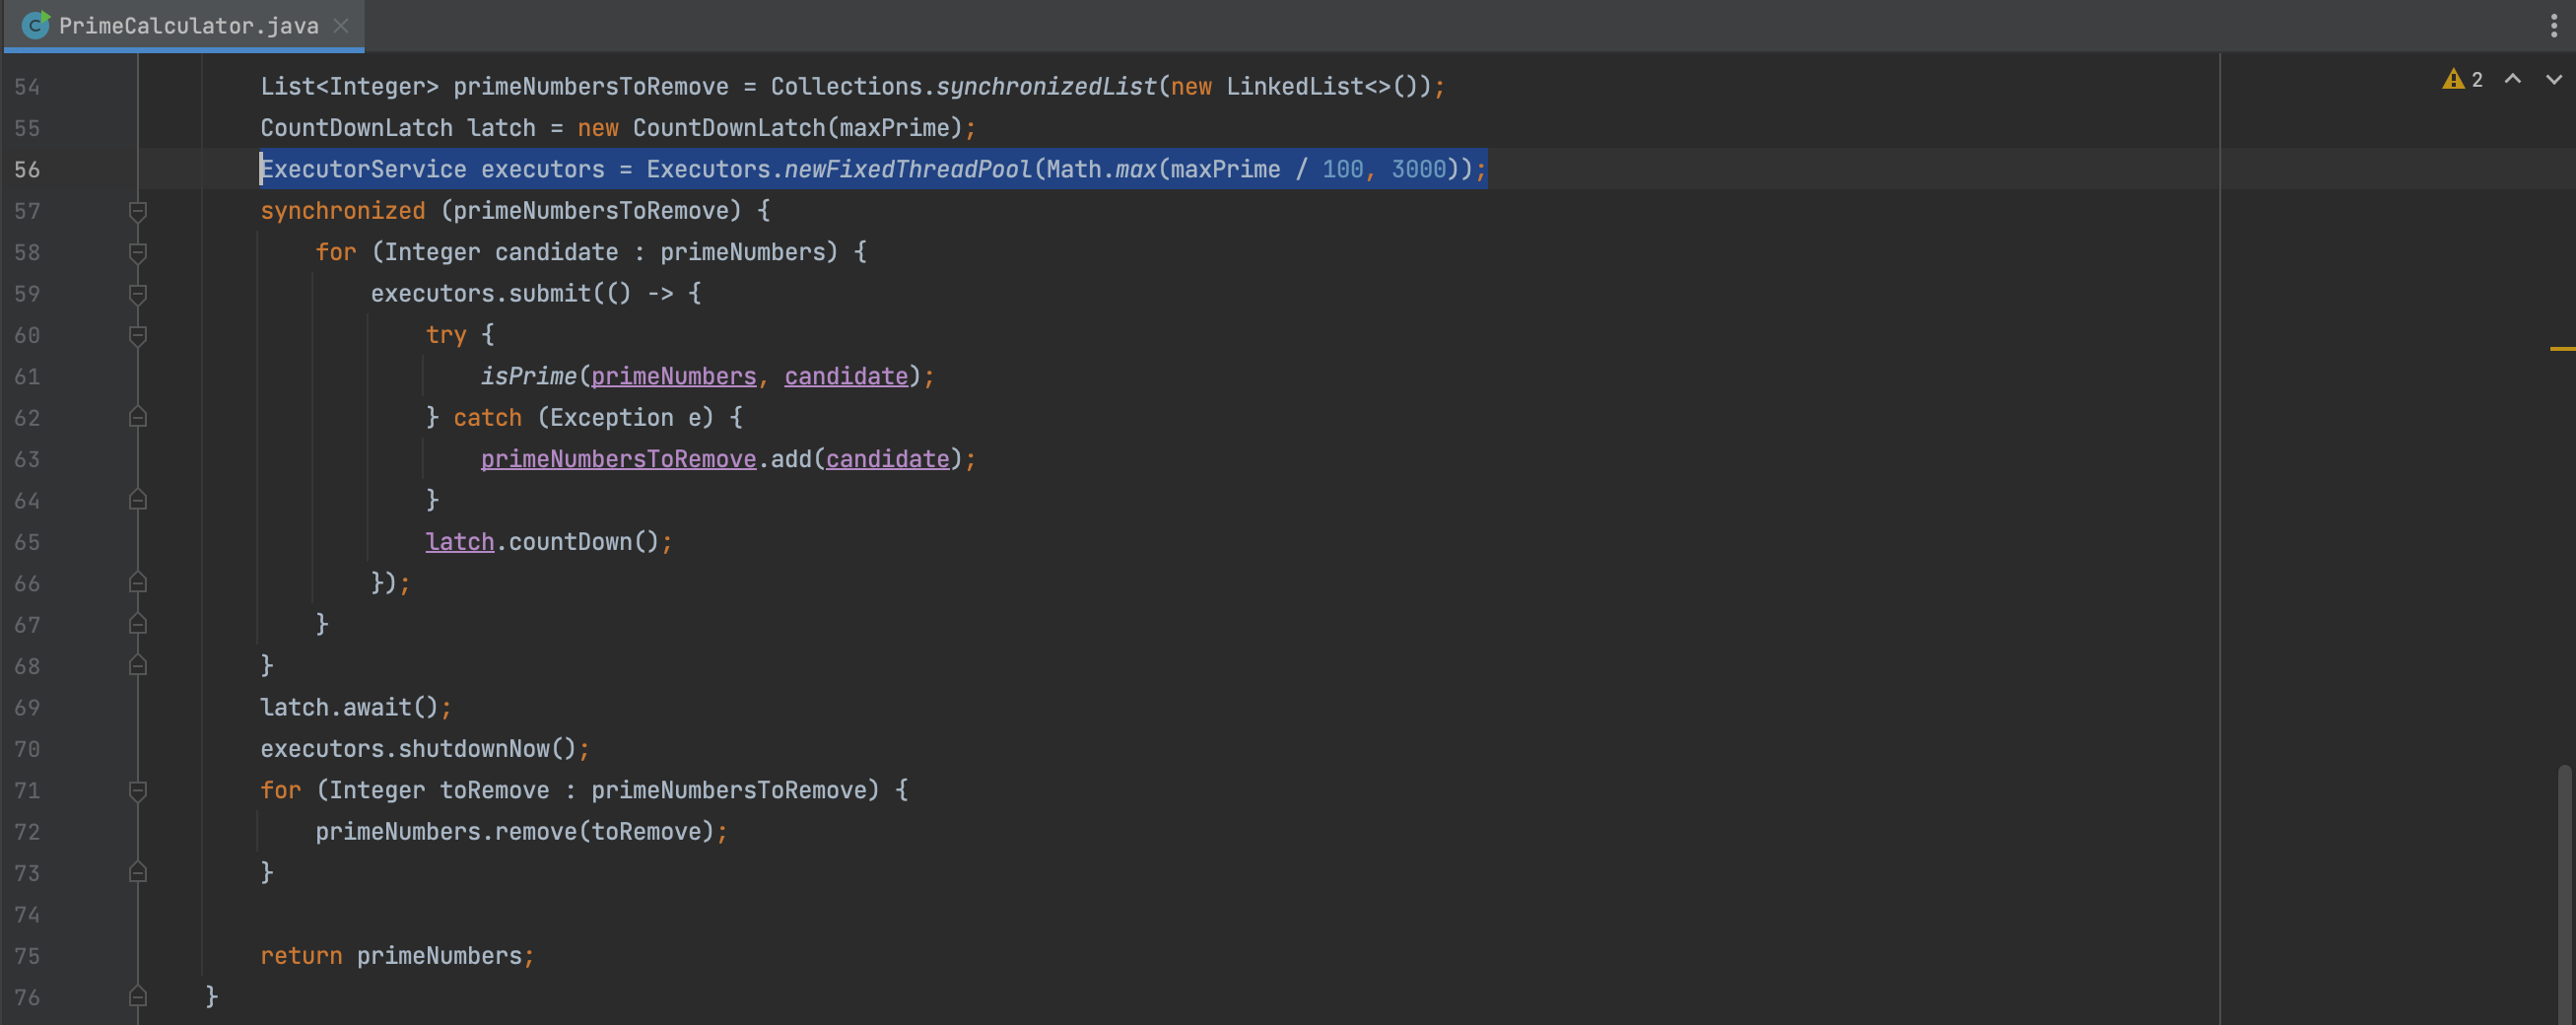 PrimeCalculator.java
2
54 List<Integer> primeNumbersToRemove = Collections.synchronizedList(new LinkedList<>());
55 CountDownLatch latch = new CountDownLatch(maxPrime);
56 ExecutorService executors = Executors.newFixedThreadPool(Math.max(maxPrime / 100, 3000));
57 synchronized (primeNumbersToRemove) {
58 for (Integer candidate : primeNumbers) {
59 executors.submit(() -> {
60 try {
61 isPrime(primeNumbers, candidate);
62 } catch (Exception e) {
63 primeNumbersToRemove.add(candidate);
64 }
65 latch.countDown();
66 });
67 }
68 }
69 latch.await();
70 executors.shutdownNow();
71 for (Integer toRemove : primeNumbersToRemove) {
72 primeNumbers.remove(toRemove);
73 }
74
75 return primeNumbers;
76 }